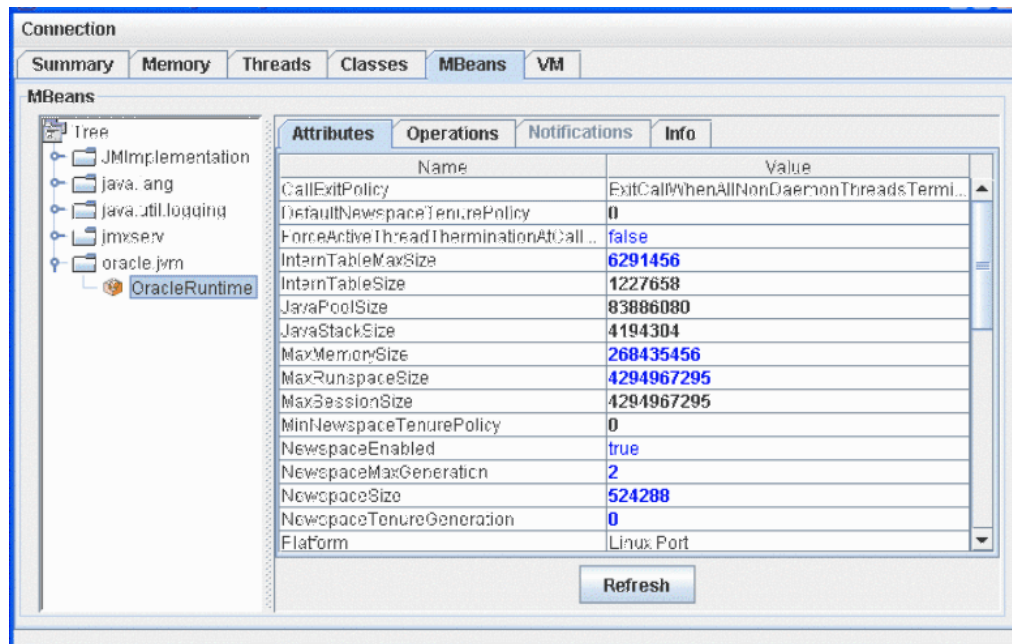 Connection
Summary Memory Threads Classes MBeans VM
MBeans
Tree
JMImplementation
java.lang
java.util.logging
jmxserv
oracle.jvm
OracleRuntime
Attributes Operations Notifications Info
Name Value
CallExitPolicy ExitCallWhenAllNonDaemonThreadsTermi...
DefaultNewspaceTenurePolicy 0
ForceActiveThreadTherminationAtCall... false
InternTableMaxSize 6291456
InternTableSize 1227658
JavaPoolSize 83886080
JavaStackSize 4194304
MaxMemorySize 268435456
MaxRunspaceSize 4294967295
MaxSessionSize 4294967295
MinNewspaceTenurePolicy 0
NewspaceEnabled true
NewspaceMaxGeneration 2
NewspaceSize 524288
NewspaceTenureGeneration 0
Platform Linux Port
Refresh